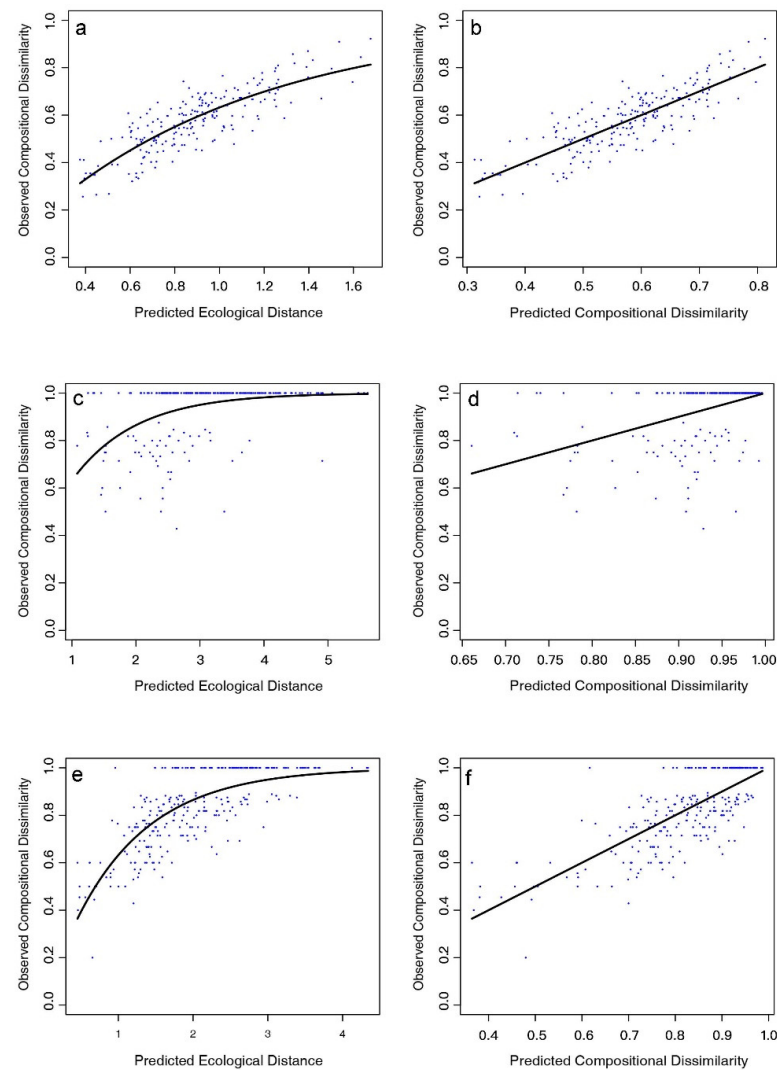 a
Observed Compositional Dissimilarity
0.0 0.2 0.4 0.6 0.8 1.0
0.4 0.6 0.8 1.0 1.2 1.4 1.6
Predicted Ecological Distance
b
Observed Compositional Dissimilarity
0.0 0.2 0.4 0.6 0.8 1.0
0.3 0.4 0.5 0.6 0.7 0.8
Predicted Compositional Dissimilarity
c
Observed Compositional Dissimilarity
0.0 0.2 0.4 0.6 0.8 1.0
1 2 3 4 5
Predicted Ecological Distance
d
Observed Compositional Dissimilarity
0.0 0.2 0.4 0.6 0.8 1.0
0.65 0.70 0.75 0.80 0.85 0.90 0.95 1.00
Predicted Compositional Dissimilarity
e
Observed Compositional Dissimilarity
0.0 0.2 0.4 0.6 0.8 1.0
1 2 3 4
Predicted Ecological Distance
f
Observed Compositional Dissimilarity
0.0 0.2 0.4 0.6 0.8 1.0
0.4 0.5 0.6 0.7 0.8 0.9 1.0
Predicted Compositional Dissimilarity